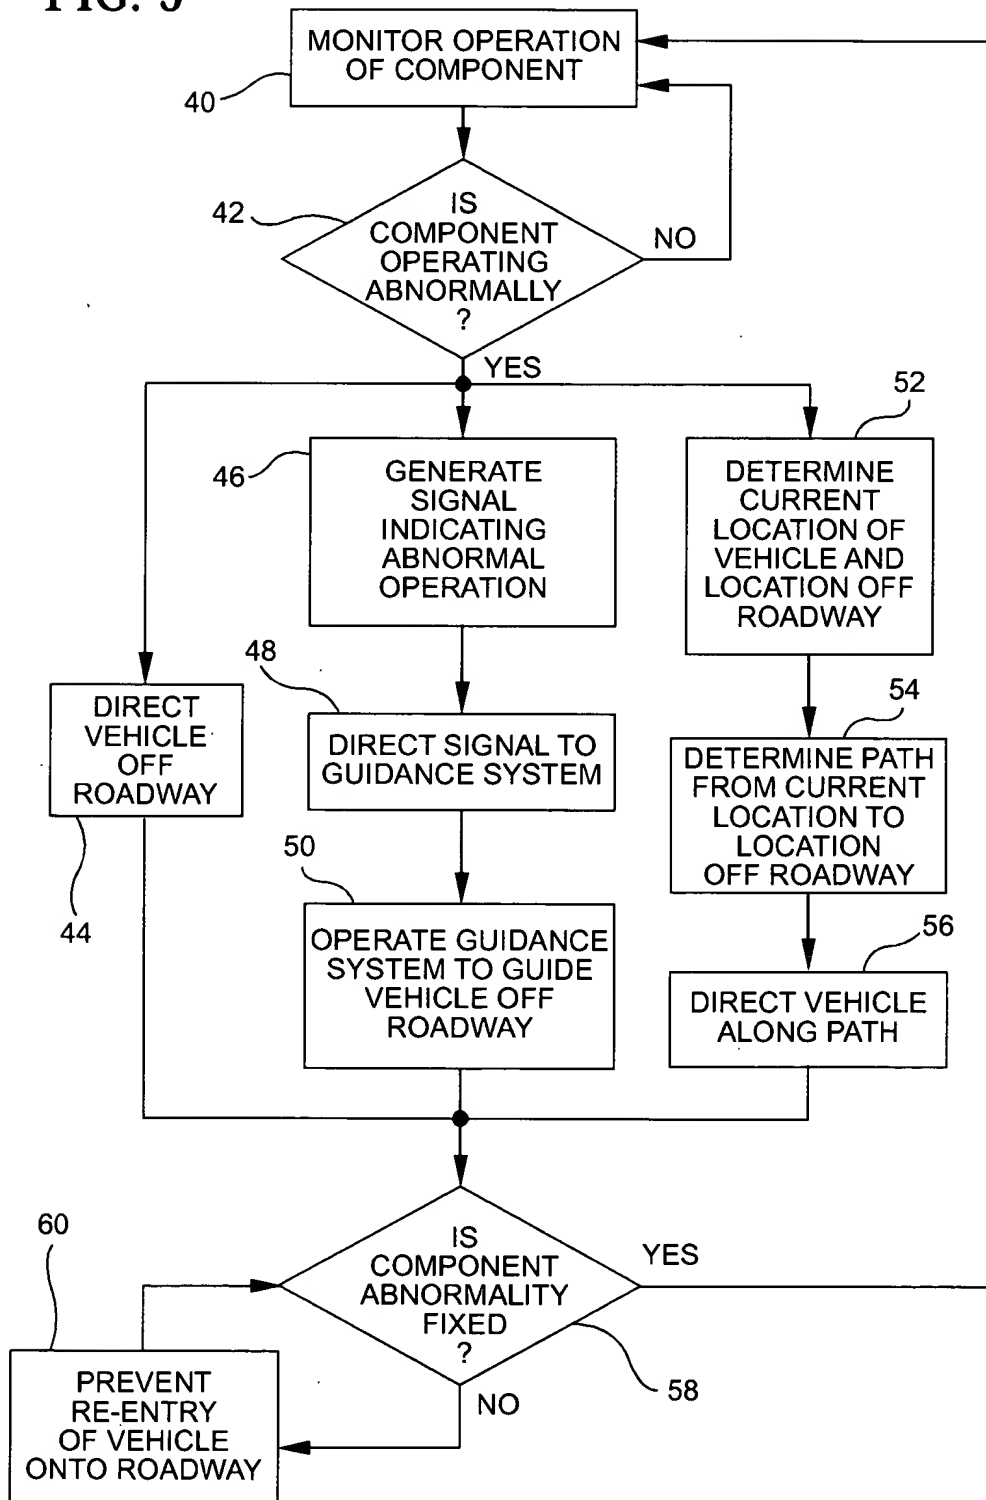 FIG. 5
MONITOR OPERATION
OF COMPONENT
40
42
IS
COMPONENT
OPERATING
ABNORMALLY
?
NO
YES
52
46
GENERATE
SIGNAL
INDICATING
ABNORMAL
OPERATION
DETERMINE
CURRENT
LOCATION OF
VEHICLE AND
LOCATION OFF
ROADWAY
48
54
DIRECT
VEHICLE
OFF
ROADWAY
DIRECT SIGNAL TO
GUIDANCE SYSTEM
DETERMINE PATH
FROM CURRENT
LOCATION TO
LOCATION
OFF ROADWAY
44
50
56
OPERATE GUIDANCE
SYSTEM TO GUIDE
VEHICLE OFF
ROADWAY
DIRECT VEHICLE
ALONG PATH
60
IS
COMPONENT
ABNORMALITY
FIXED
?
YES
58
NO
PREVENT
RE-ENTRY
OF VEHICLE
ONTO ROADWAY